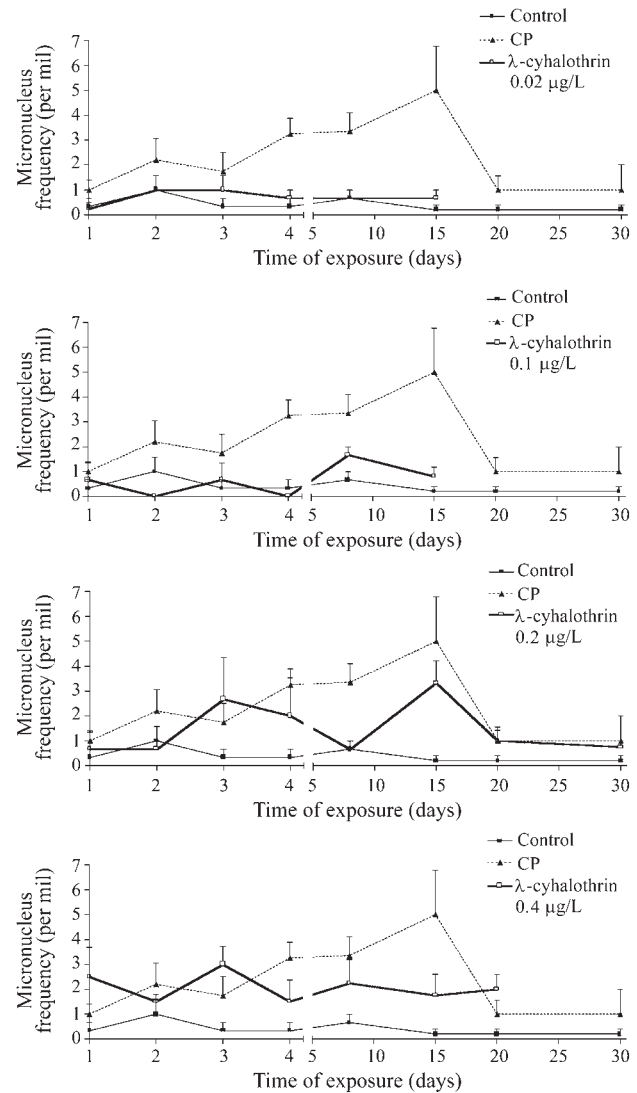 Control
CP
λ-cyhalothrin
0.02 μg/L
Micronucleus
frequency (per mil)
7
6
5
4
3
2
1
0
1 2 3 4 5 10 15 20 30
Time of exposure (days)
Control
CP
λ-cyhalothrin
0.1 μg/L
Micronucleus
frequency (per mil)
7
6
5
4
3
2
1
0
1 2 3 4 5 10 15 20 30
Time of exposure (days)
Control
CP
λ-cyhalothrin
0.2 μg/L
Micronucleus
frequency (per mil)
7
6
5
4
3
2
1
0
1 2 3 4 5 10 15 20 30
Time of exposure (days)
Control
CP
λ-cyhalothrin
0.4 μg/L
Micronucleus
frequency (per mil)
7
6
5
4
3
2
1
0
1 2 3 4 5 10 15 20 30
Time of exposure (days)